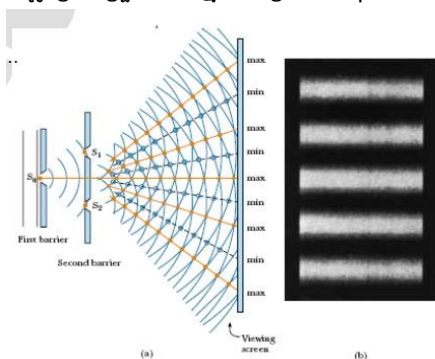 ..
max
min
max
min
max
min
max
min
max
S₀
S₁
S₂
First barrier
Second barrier
Viewing
screen
(a)
(b)